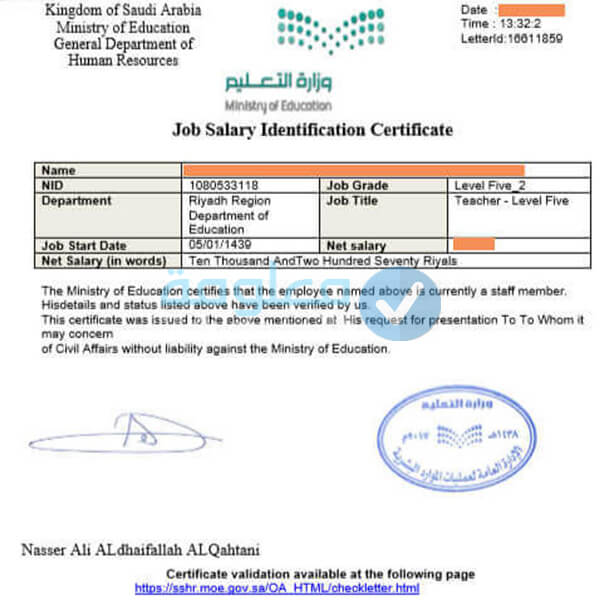 Kingdom of Saudi Arabia
Ministry of Education
General Department of
Human Resources
Date :
Time : 13:32:2
LetterId:16611859
وزارة التعليم
Ministry of Education
Job Salary Identification Certificate
Name
NID 1080533118 Job Grade Level Five_2
Department Riyadh Region Department of Education Job Title Teacher - Level Five
Job Start Date 05/01/1439 Net salary
Net Salary (in words) Ten Thousand AndTwo Hundred Seventy Riyals
معلومة
The Ministry of Education certifies that the employee named above is currently a staff member.
Hisdetails and status listed above have been verified by us.
This certificate was issued to the above mentioned at His request for presentation To To Whom it
may concern
of Civil Affairs without liability against the Ministry of Education.
وزارة التعليم
١٤٣٨هـ ٢٠١٧م
الإدارة العامة لعمليات الموارد البشرية
Nasser Ali ALdhaifallah ALQahtani
Certificate validation available at the following page
https://sshr.moe.gov.sa/OA_HTML/checkletter.html